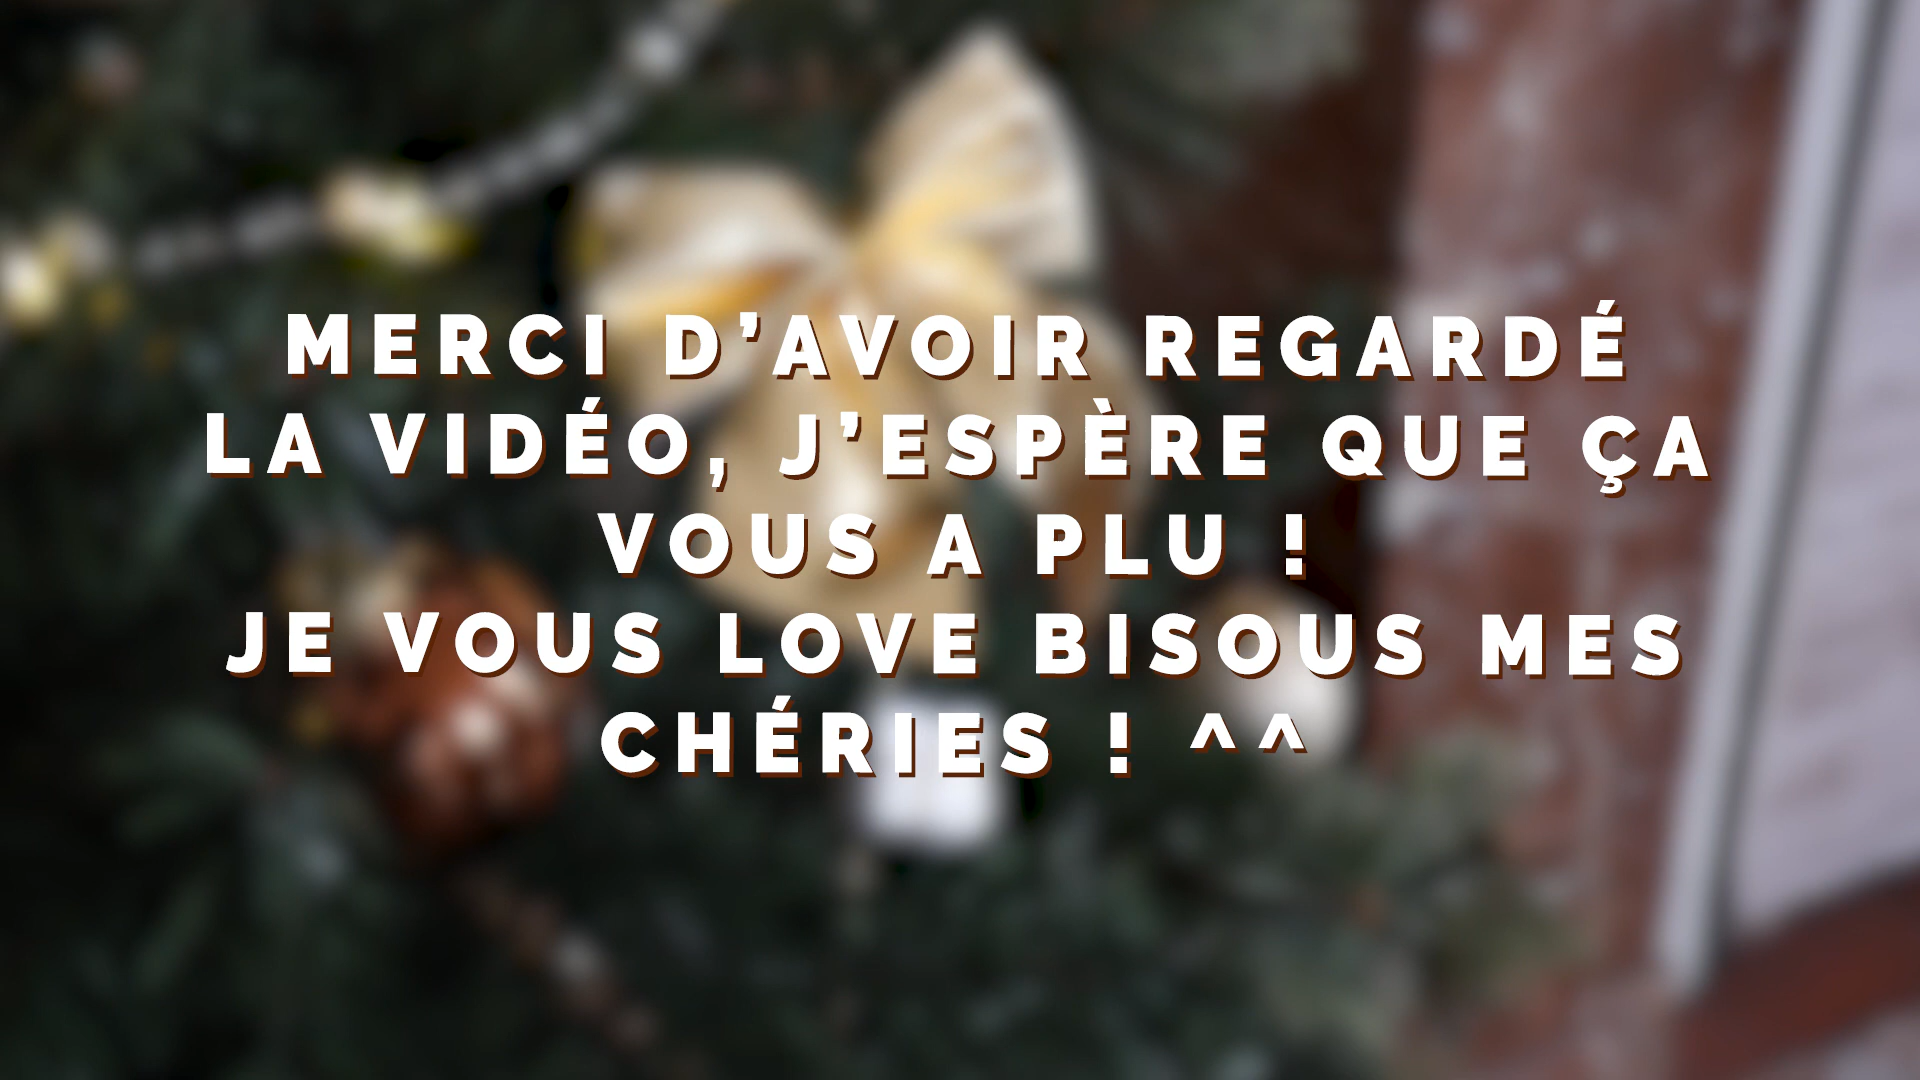 MERCI D’AVOIR REGARDÉ
LA VIDÉO, J’ESPÈRE QUE ÇA
VOUS A PLU !
JE VOUS LOVE BISOUS MES
CHÉRIES ! ^^